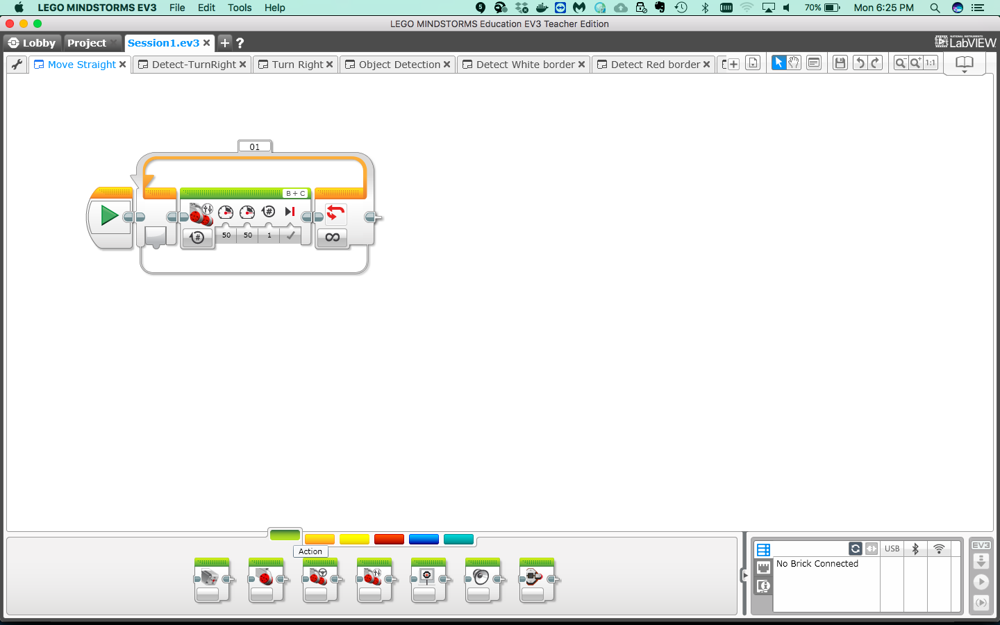 LEGO MINDSTORMS EV3 File Edit Tools Help 70% Mon 6:25 PM
LEGO MINDSTORMS Education EV3 Teacher Edition
Lobby Project Session1.ev3 + ?
NATIONAL INSTRUMENTS
LabVIEW
Move Straight Detect-TurnRight Turn Right Object Detection Detect White border Detect Red border 1:1
01
B + C
#
# 50 50 1
∞
Action
USB
No Brick Connected
EV3